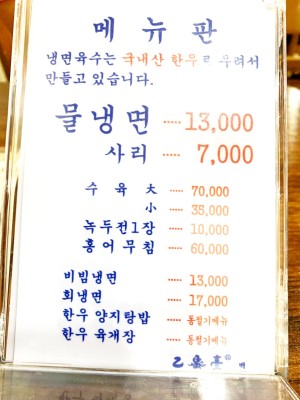 메뉴판
냉면육수는 국내산 한우로 우려서
만들고 있습니다.
물냉면 ····· 13,000
사리 ····· 7,000
수육 大 ····· 70,000
小 ····· 35,000
녹두전1장 ····· 10,000
홍어무침 ····· 60,000
비빔냉면 ····· 13,000
회냉면 ····· 17,000
한우 양지탕밥 ····· 동절기메뉴
한우 육개장 ····· 동절기메뉴
乙密臺 백